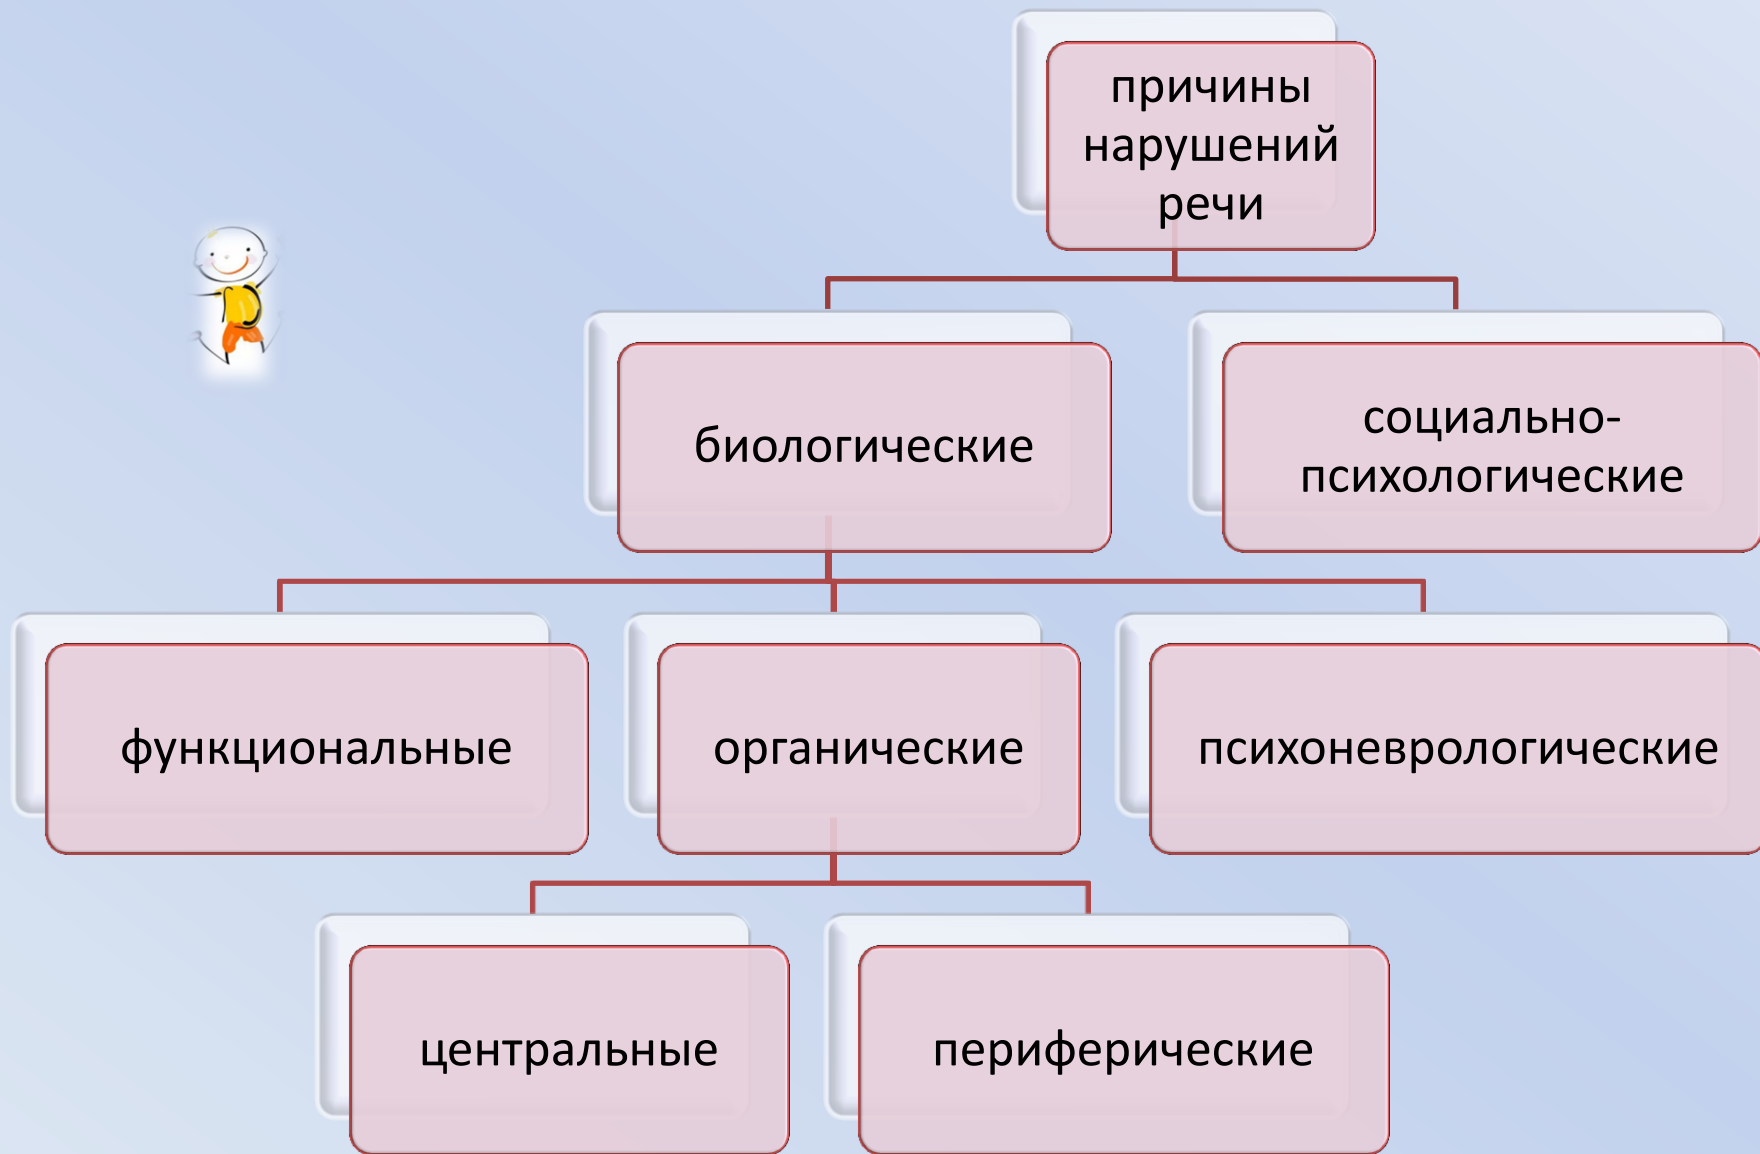 причины
нарушений
речи
биологические
социально-
психологические
функциональные
органические
психоневрологические
центральные
периферические